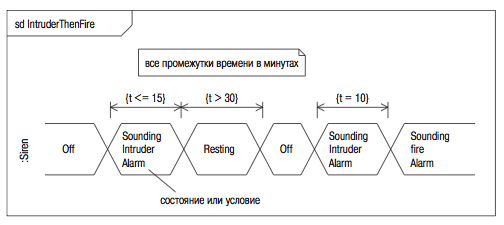 sd IntruderThenFire
все промежутки времени в минутах
{t <= 15}
{t > 30}
{t = 10}
:Siren
Off
Sounding
Intruder
Alarm
Resting
Off
Sounding
Intruder
Alarm
Sounding
fire
Alarm
состояние или условие